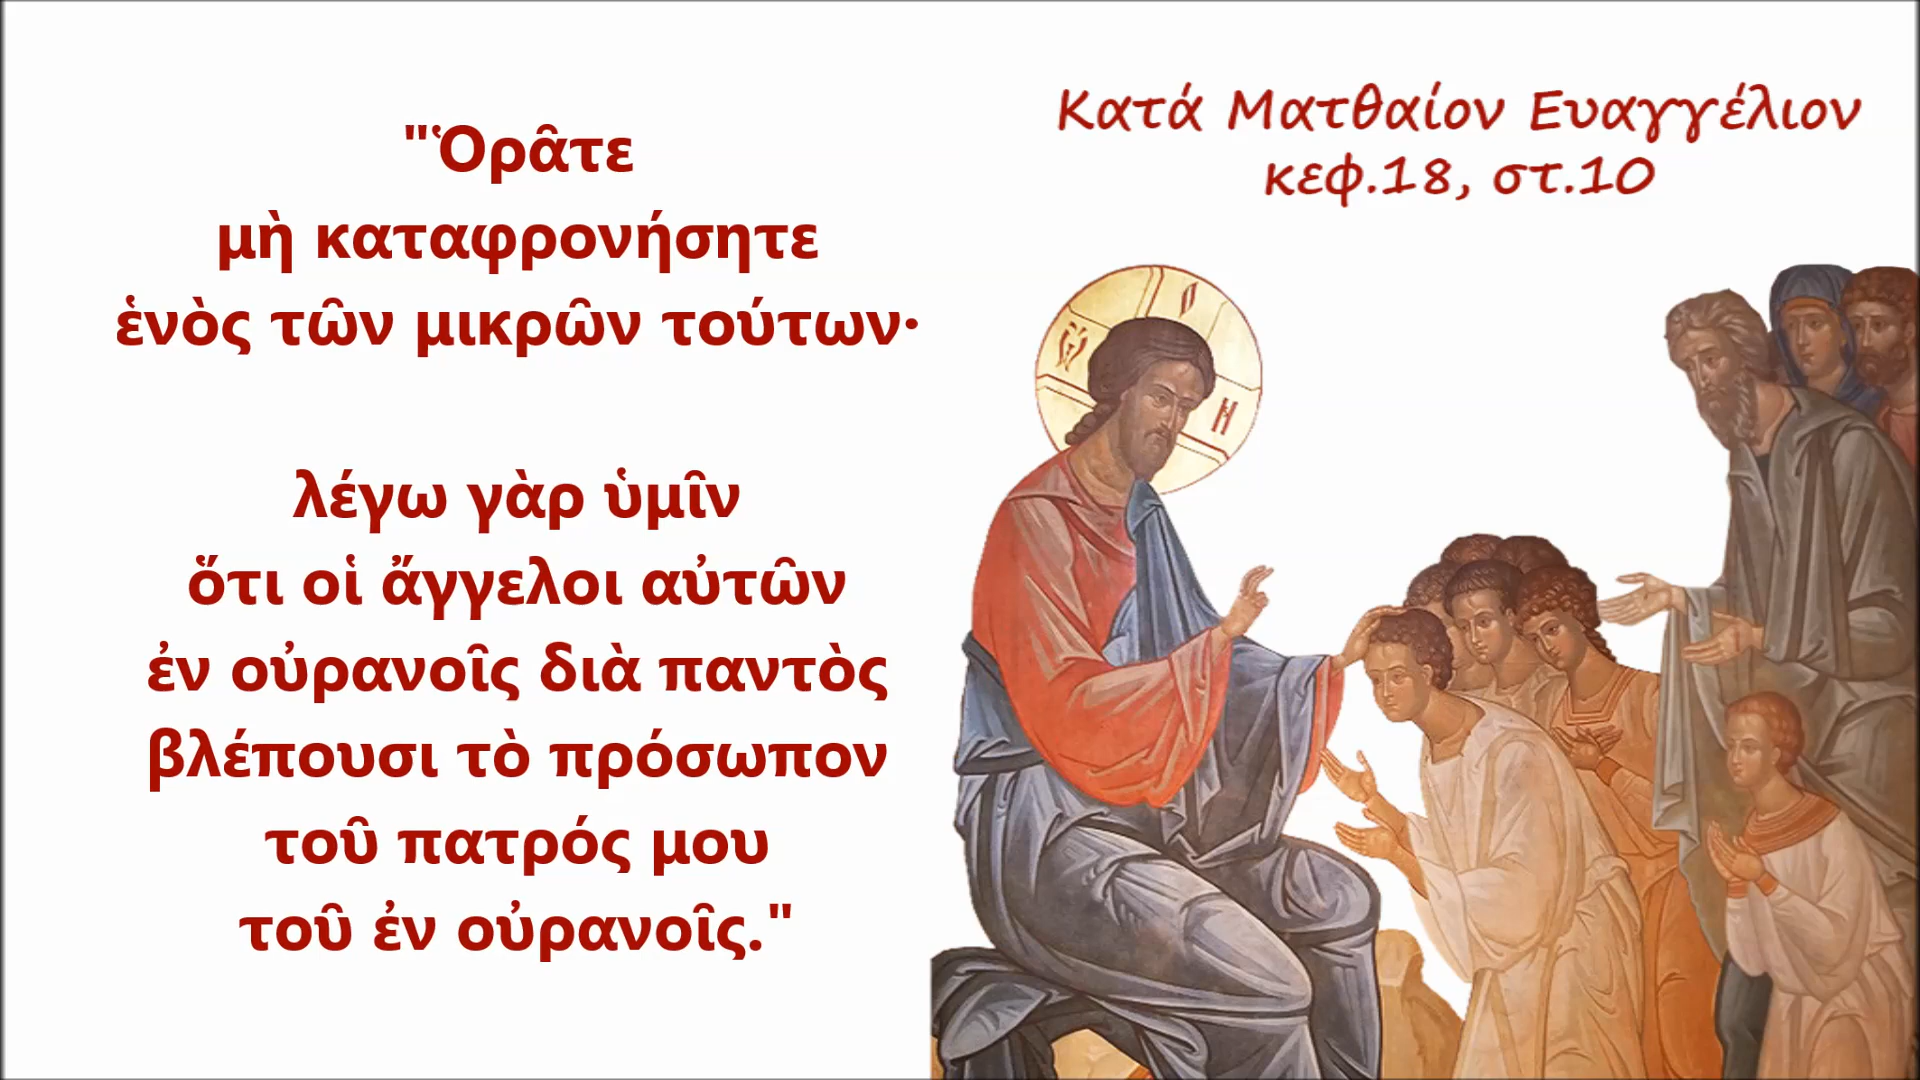 "Ὁρᾶτε
μὴ καταφρονήσητε
ἑνὸς τῶν μικρῶν τούτων·
λέγω γὰρ ὑμῖν
ὅτι οἱ ἄγγελοι αὐτῶν
ἐν οὐρανοῖς διὰ παντὸς
βλέπουσι τὸ πρόσωπον
τοῦ πατρός μου
τοῦ ἐν οὐρανοῖς."
Κατά Ματθαίον Ευαγγέλιον
κεφ.18, στ.10
Ο
Η